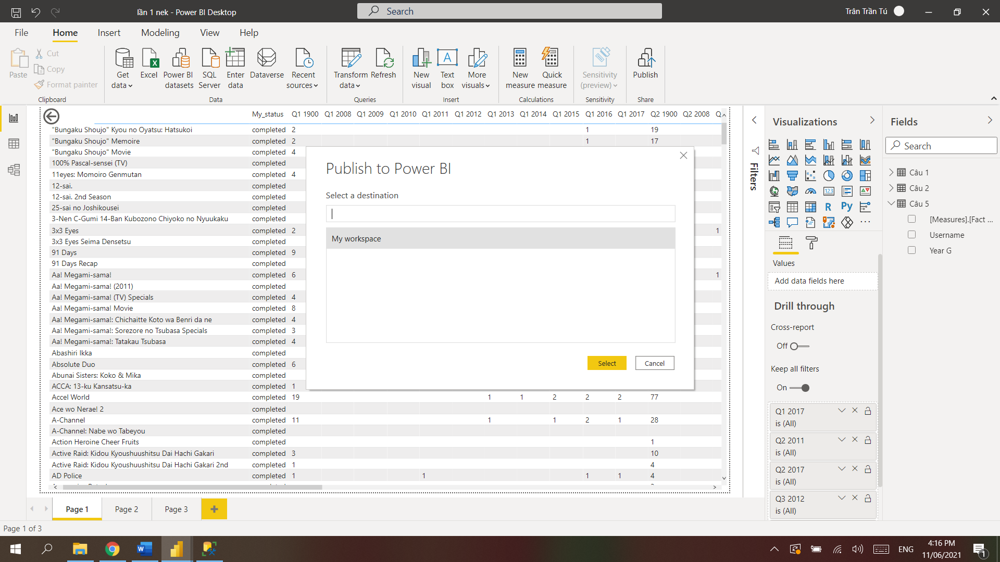 lần 1 nek - Power BI Desktop
Search
Trân Trần Tú
File
Home
Insert
Modeling
View
Help
Paste
Cut
Copy
Format painter
Clipboard
Get data
Excel
Power BI datasets
SQL Server
Enter data
Dataverse
Recent sources
Data
Transform data
Refresh
Queries
New visual
Text box
More visuals
Insert
New measure
Quick measure
Calculations
Sensitivity (preview)
Sensitivity
Publish
Share
My_status Q1 1900 Q1 2008 Q1 2009 Q1 2010 Q1 2011 Q1 2012 Q1 2013 Q1 2014 Q1 2015 Q1 2016 Q1 2017 Q2 1900 Q2 2008 Q
"Bungaku Shoujo" Kyou no Oyatsu: Hatsukoi completed 2 1 19
"Bungaku Shoujo" Memoire completed 2 1 17
"Bungaku Shoujo" Movie completed 4
100% Pascal-sensei (TV) completed
11eyes: Momoiro Genmutan completed 4
12-sai. completed
12-sai. 2nd Season completed
25-sai no Joshikousei completed
3-Nen C-Gumi 14-Ban Kubozono Chiyoko no Nyuukaku completed
3x3 Eyes completed 2 1
3x3 Eyes Seima Densetsu completed
91 Days completed 9
91 Days Recap completed
Aa! Megami-sama! completed 6 1
Aa! Megami-sama! (2011) completed
Aa! Megami-sama! (TV) Specials completed 4
Aa! Megami-sama! Movie completed 8
Aa! Megami-sama!: Chichaitte Koto wa Benri da ne completed 4
Aa! Megami-sama!: Sorezore no Tsubasa Specials completed 3
Aa! Megami-sama!: Tatakau Tsubasa completed 4
Abashiri Ikka completed
Absolute Duo completed 6
Abunai Sisters: Koko & Mika completed
ACCA: 13-ku Kansatsu-ka completed 1
Accel World completed 19 1 1 2 2 2 77
Ace wo Nerae! 2 completed
A-Channel completed 11 1 1 2 1 28
A-Channel: Nabe wo Tabeyou completed
Action Heroine Cheer Fruits completed 1
Active Raid: Kidou Kyoushuushitsu Dai Hachi Gakari completed 3 10
Active Raid: Kidou Kyoushuushitsu Dai Hachi Gakari 2nd completed 1 4
AD Police completed 1 1 1 1 4
Publish to Power BI
Select a destination
My workspace
Select
Cancel
Filters
Visualizations
123
R
Py
Values
Add data fields here
Drill through
Cross-report
Off
Keep all filters
On
Q1 2017
is (All)
Q2 2011
is (All)
Q2 2017
is (All)
Q3 2012
is (All)
Fields
Search
Câu 1
Câu 2
Câu 5
[Measures].[Fact ...
Username
Year G
Page 1
Page 2
Page 3
Page 1 of 3
ENG
4:16 PM
11/06/2021
1